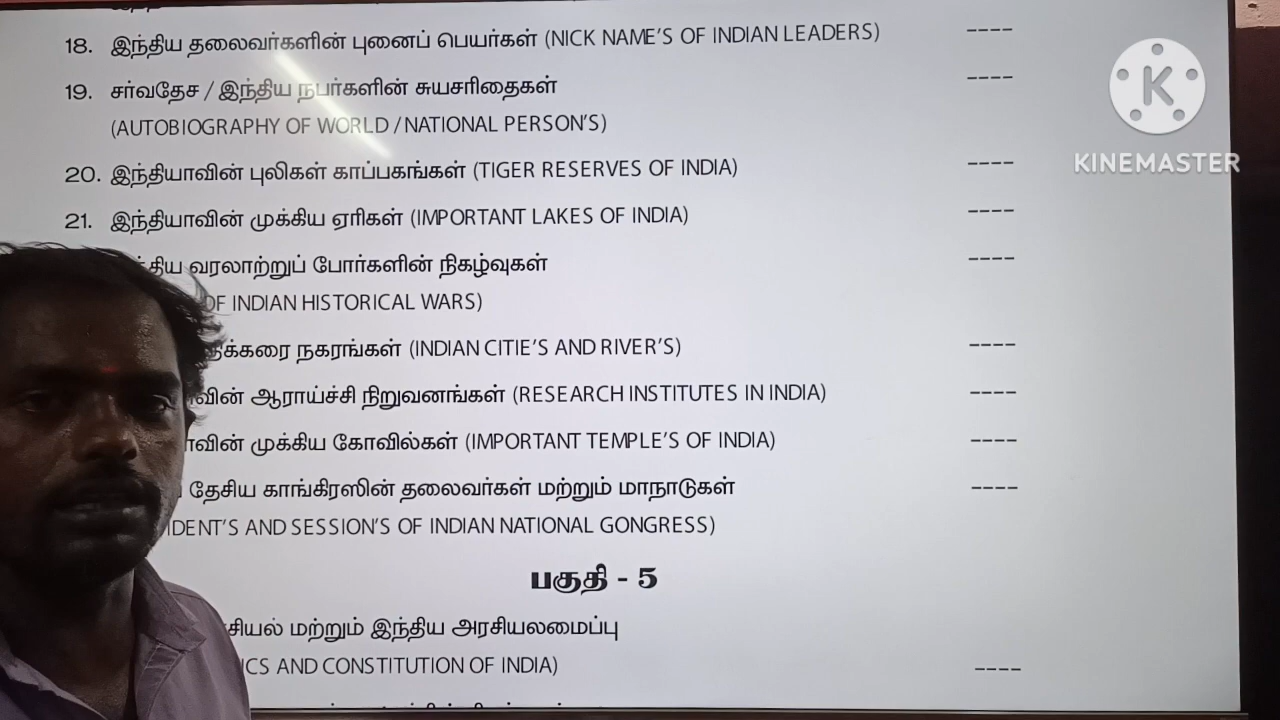 18. இந்திய தலைவர்களின் புனைப் பெயர்கள் (NICK NAME'S OF INDIAN LEADERS) ----
19. சர்வதேச / இந்திய நபர்களின் சுயசரிதைகள் ----
(AUTOBIOGRAPHY OF WORLD / NATIONAL PERSON'S)
20. இந்தியாவின் புலிகள் காப்பகங்கள் (TIGER RESERVES OF INDIA) ----
21. இந்தியாவின் முக்கிய ஏரிகள் (IMPORTANT LAKES OF INDIA) ----
வரலாற்றுப் போர்களின் நிகழ்வுகள் ----
OF INDIAN HISTORICAL WARS)
நகரங்கள் (INDIAN CITIE'S AND RIVER'S) ----
ஆராய்ச்சி நிறுவனங்கள் (RESEARCH INSTITUTES IN INDIA) ----
முக்கிய கோவில்கள் (IMPORTANT TEMPLE'S OF INDIA) ----
தேசிய காங்கிரஸின் தலைவர்கள் மற்றும் மாநாடுகள் ----
AND SESSION'S OF INDIAN NATIONAL GONGRESS)
பகுதி - 5
மற்றும் இந்திய அரசியலமைப்பு
AND CONSTITUTION OF INDIA) ----
K
KINEMASTER